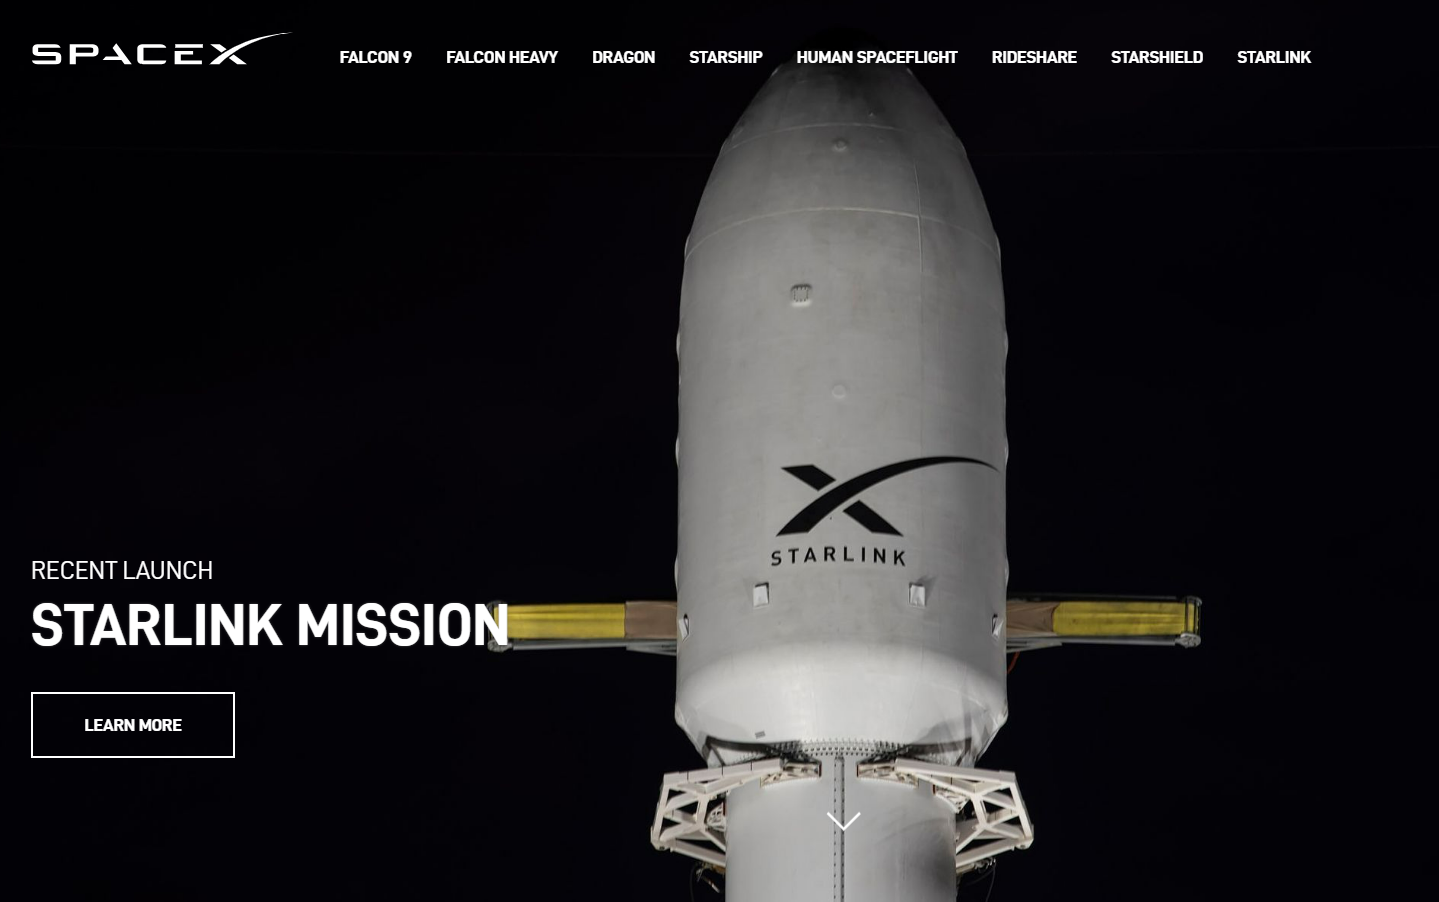 SPACEX
FALCON 9 FALCON HEAVY DRAGON STARSHIP HUMAN SPACEFLIGHT RIDESHARE STARSHIELD STARLINK
STARLINK
RECENT LAUNCH
STARLINK MISSION
LEARN MORE